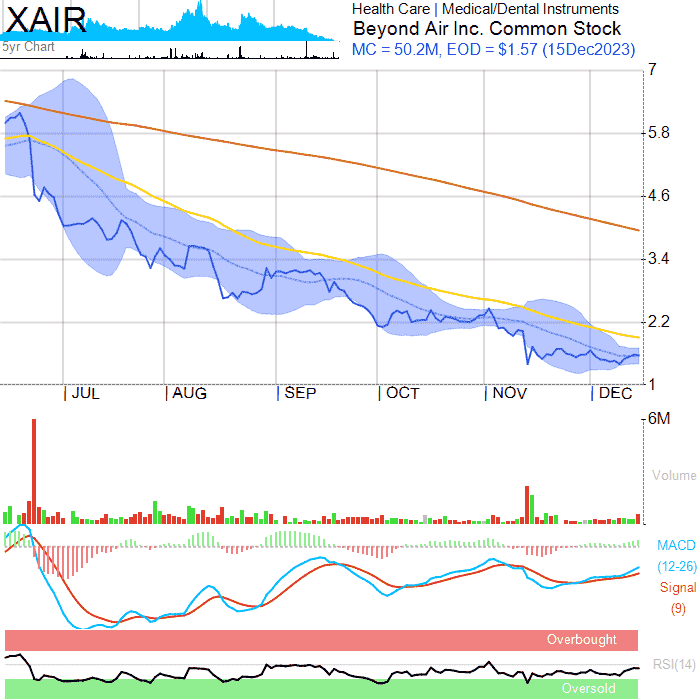 XAIR
5yr Chart
Health Care | Medical/Dental Instruments
Beyond Air Inc. Common Stock
MC = 50.2M, EOD = $1.57 (15Dec2023)
7
5.8
4.6
3.4
2.2
1
| JUL | AUG | SEP | OCT | NOV | DEC
6M
Volume
MACD
(12-26)
Signal
(9)
Overbought
RSI(14)
Oversold